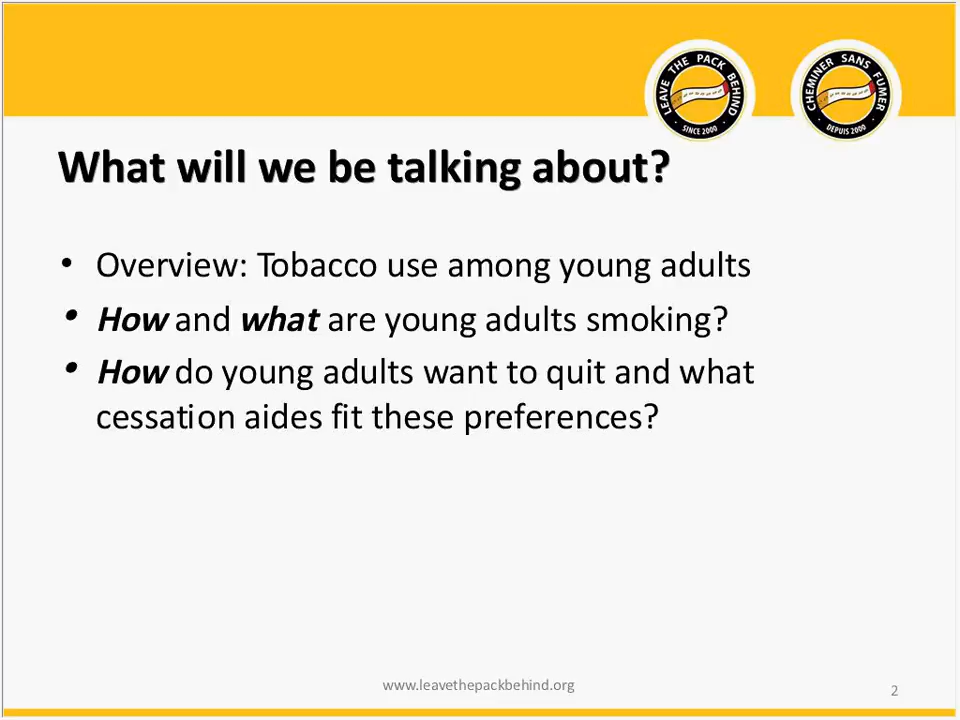 LEAVE THE PACK BEHIND
· SINCE 2000 ·
CHEMINER SANS FUMER
· DEPUIS 2000 ·
What will we be talking about?
• Overview: Tobacco use among young adults
• How and what are young adults smoking?
• How do young adults want to quit and what
cessation aides fit these preferences?
www.leavethepackbehind.org
2